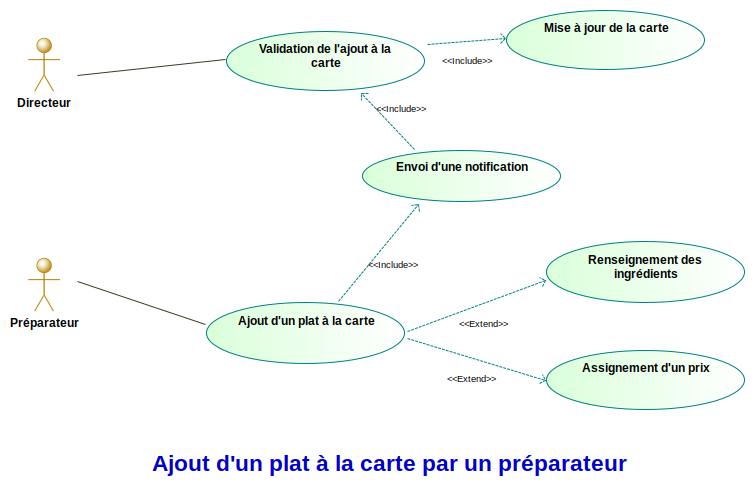 Mise à jour de la carte
Validation de l'ajout à la
carte
<<Include>>
Directeur
<<Include>>
Envoi d'une notification
Renseignement des
ingrédients
<<Include>>
Préparateur
Ajout d'un plat à la carte
<<Extend>>
Assignement d'un prix
<<Extend>>
Ajout d'un plat à la carte par un préparateur